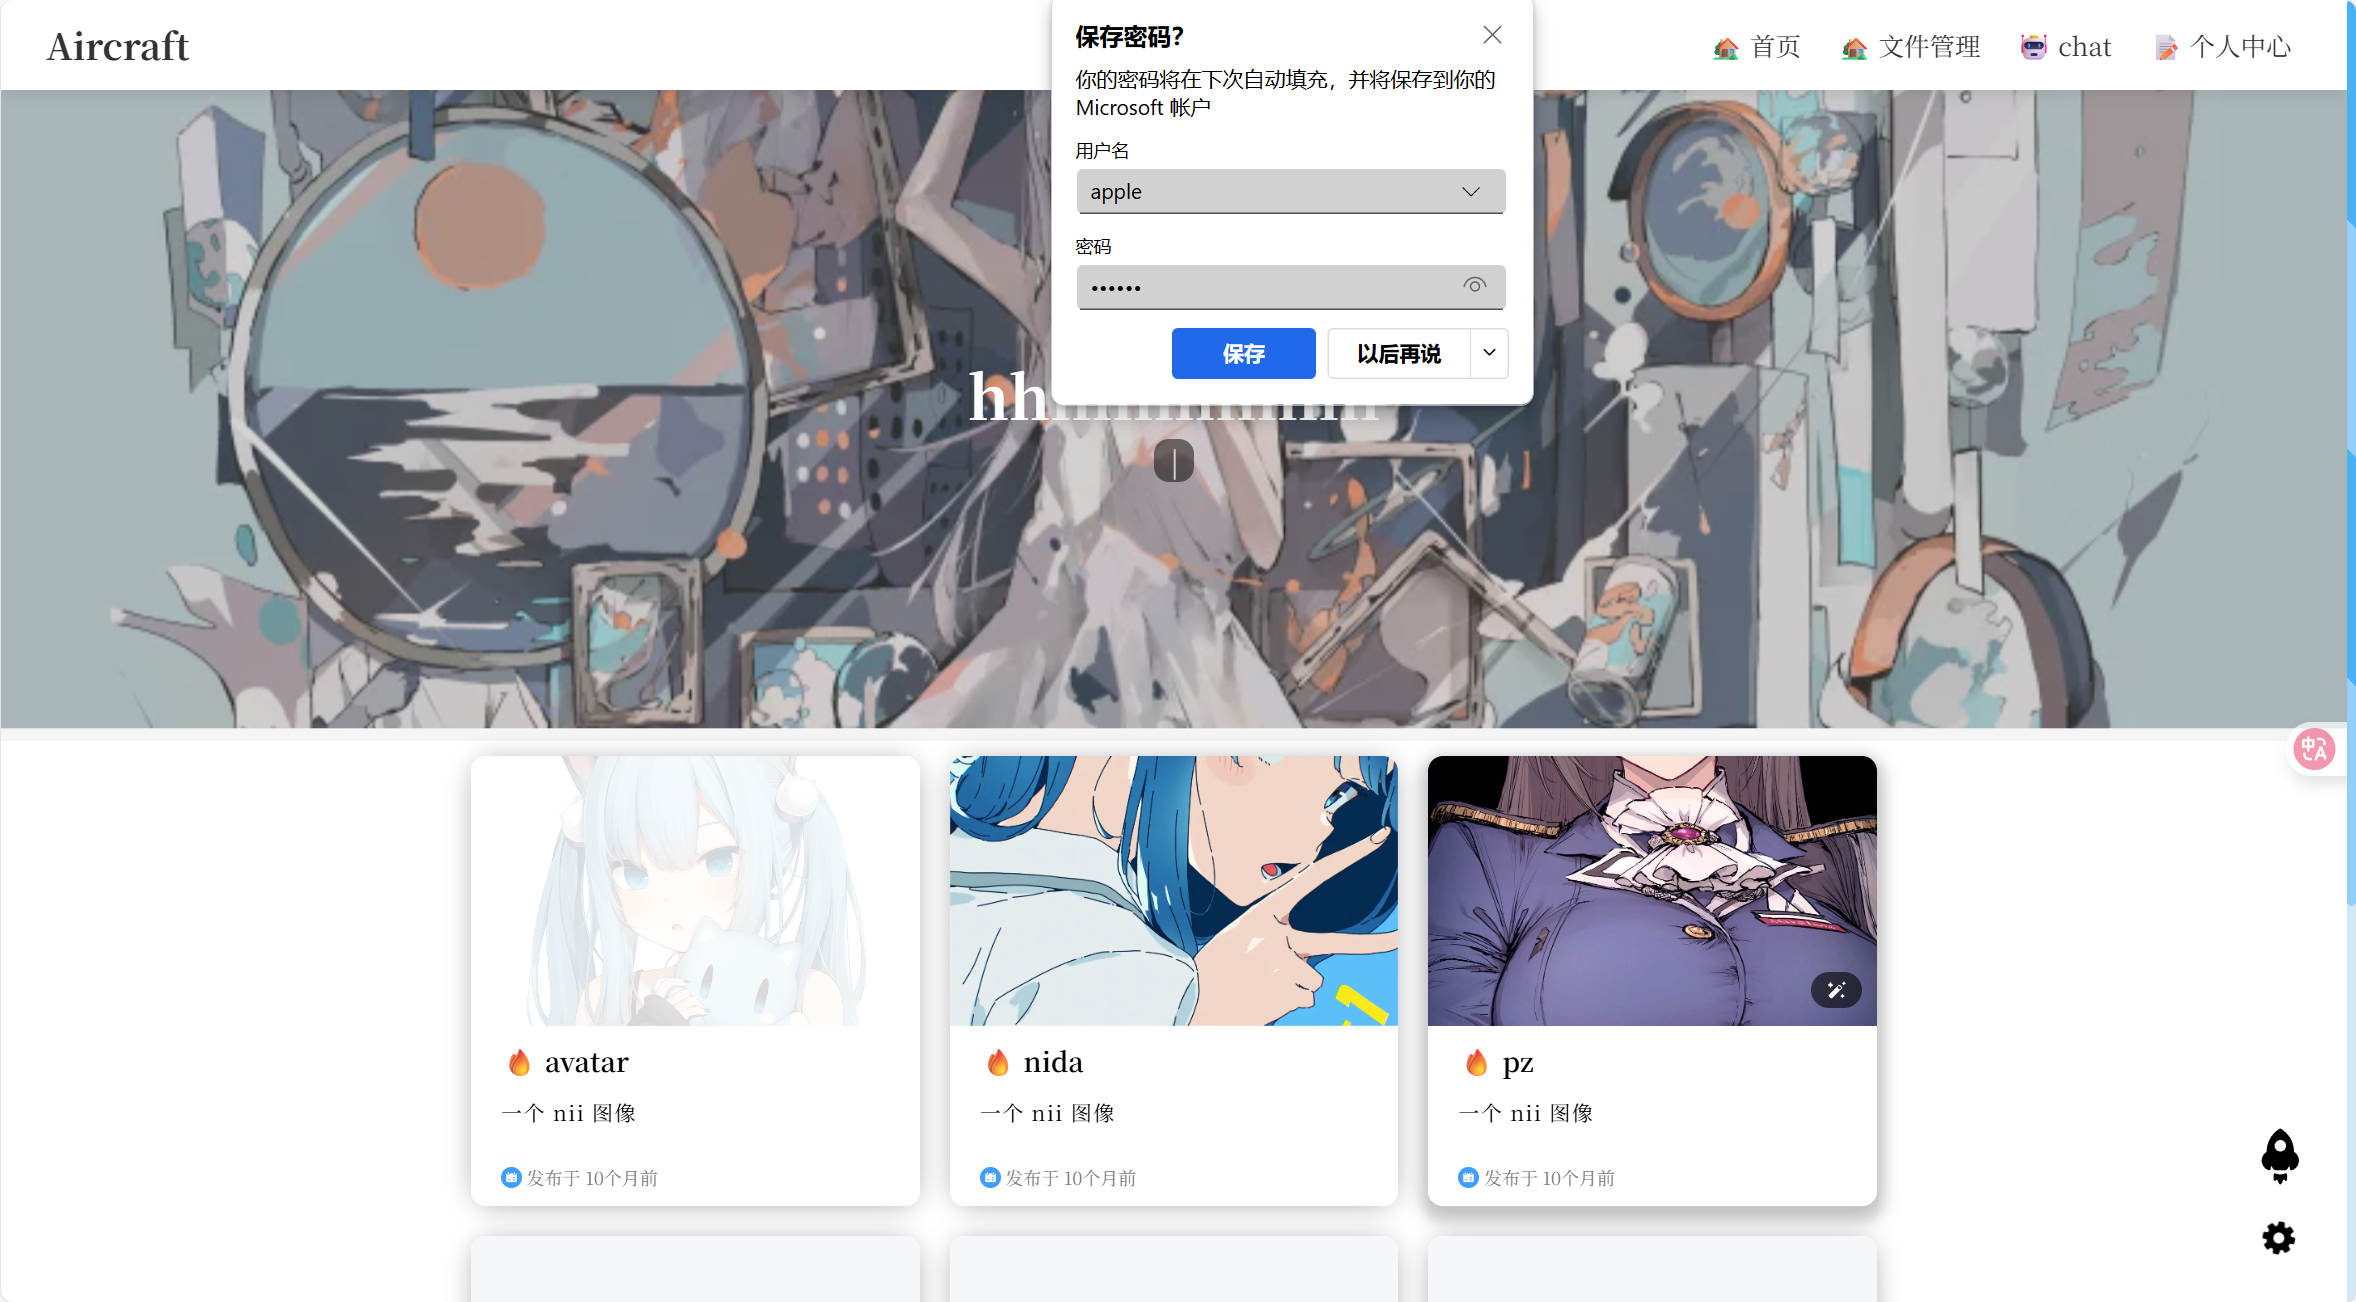 Aircraft
首页
文件管理
chat
个人中心
保存密码?
你的密码将在下次自动填充，并将保存到你的
Microsoft 帐户
用户名
apple
密码
••••••
保存
以后再说
avatar
一个 nii 图像
发布于 10个月前
nida
一个 nii 图像
发布于 10个月前
pz
一个 nii 图像
发布于 10个月前